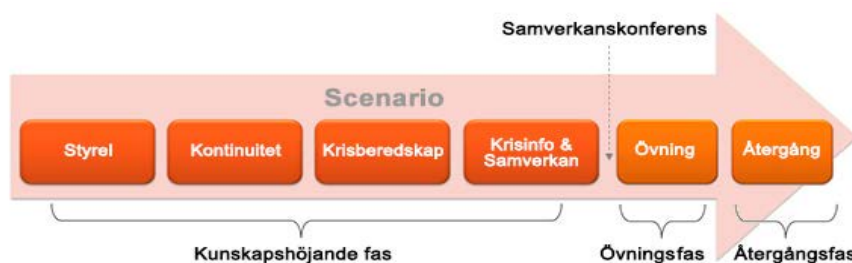 Samverkanskonferens
Scenario
Styrel
Kontinuitet
Krisberedskap
Krisinfo &
Samverkan
Övning
Återgång
Kunskapshöjande fas
Övningsfas
Återgångsfas